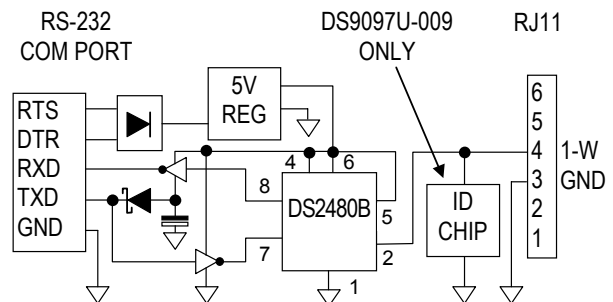 RS-232
COM PORT
DS9097U-009
ONLY
RJ11
RTS
DTR
RXD
TXD
GND
5V
REG
4
6
8
7
DS2480B
5
2
1
ID
CHIP
6
5
4
3
2
1
1-W
GND